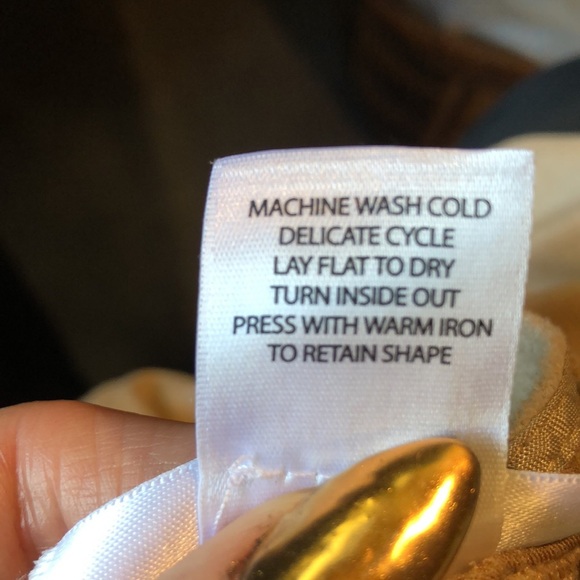 MACHINE WASH COLD
DELICATE CYCLE
LAY FLAT TO DRY
TURN INSIDE OUT
PRESS WITH WARM IRON
TO RETAIN SHAPE